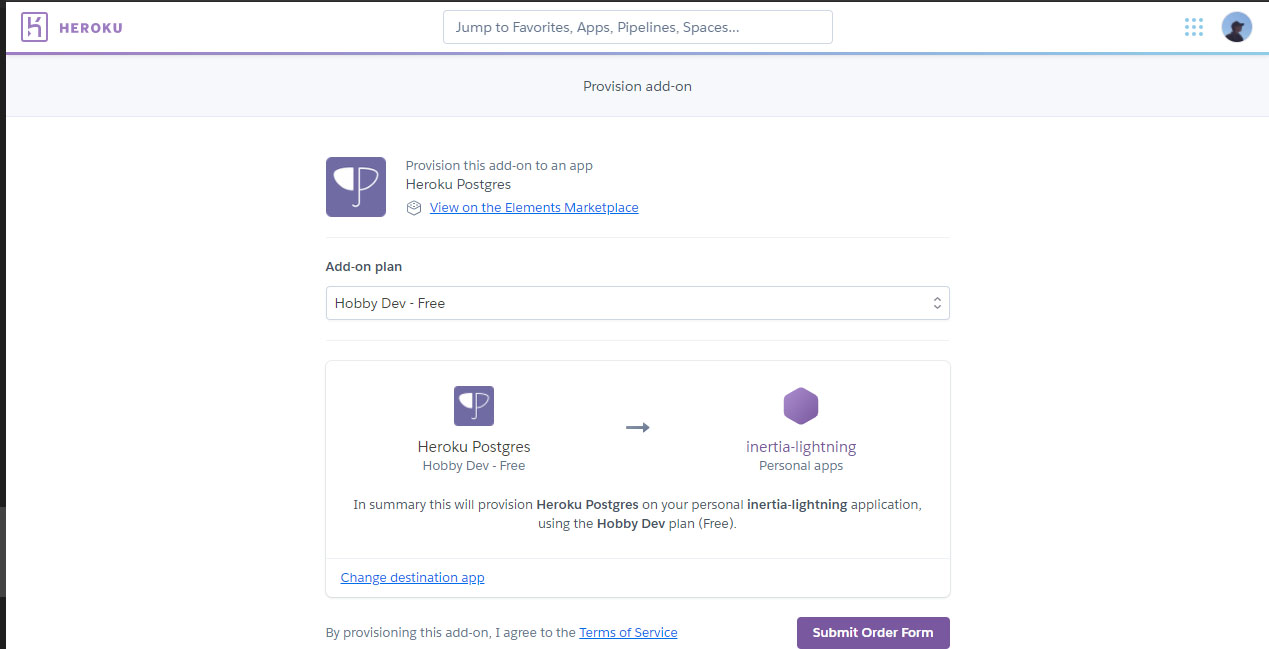 HEROKU
Jump to Favorites, Apps, Pipelines, Spaces...
Provision add-on
Provision this add-on to an app
Heroku Postgres
View on the Elements Marketplace
Add-on plan
Hobby Dev - Free
Heroku Postgres
Hobby Dev - Free
inertia-lightning
Personal apps
In summary this will provision Heroku Postgres on your personal inertia-lightning application,
using the Hobby Dev plan (Free).
Change destination app
By provisioning this add-on, I agree to the Terms of Service
Submit Order Form